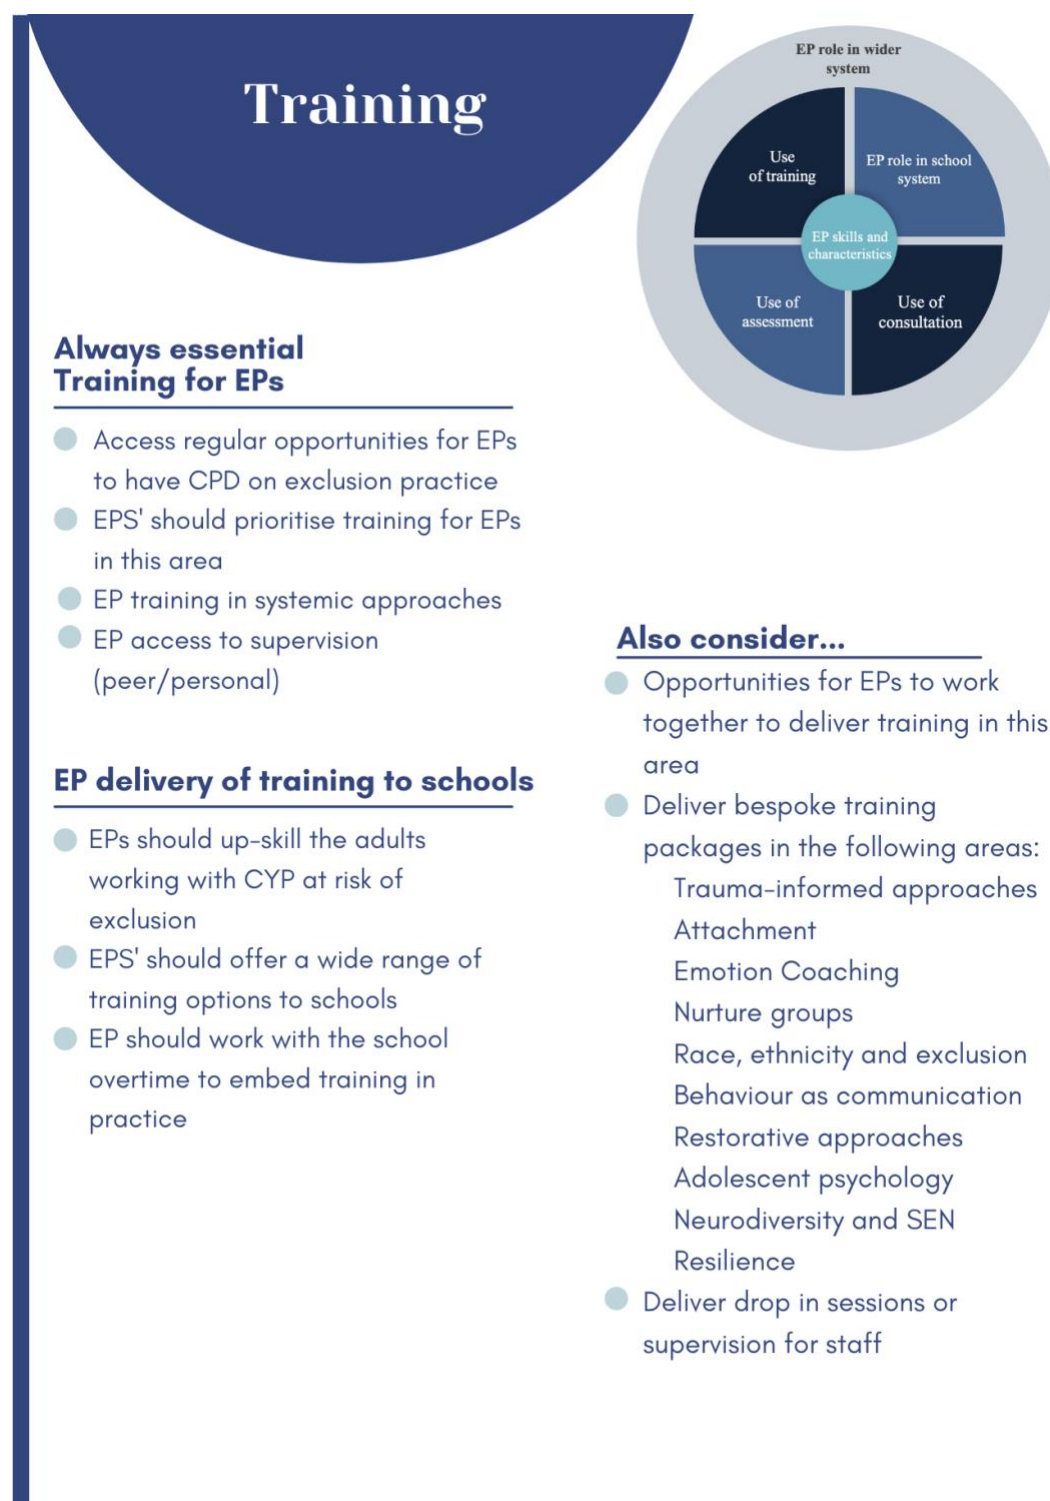 Training
EP role in wider
system
Use
of training
EP role in school
system
EP skills and
characteristics
Use of
assessment
Use of
consultation
Always essential
Training for EPs
Access regular opportunities for EPs
to have CPD on exclusion practice
EPS' should prioritise training for EPs
in this area
EP training in systemic approaches
EP access to supervision
(peer/personal)
EP delivery of training to schools
EPs should up-skill the adults
working with CYP at risk of
exclusion
EPS' should offer a wide range of
training options to schools
EP should work with the school
overtime to embed training in
practice
Also consider...
Opportunities for EPs to work
together to deliver training in this
area
Deliver bespoke training
packages in the following areas:
Trauma-informed approaches
Attachment
Emotion Coaching
Nurture groups
Race, ethnicity and exclusion
Behaviour as communication
Restorative approaches
Adolescent psychology
Neurodiversity and SEN
Resilience
Deliver drop in sessions or
supervision for staff